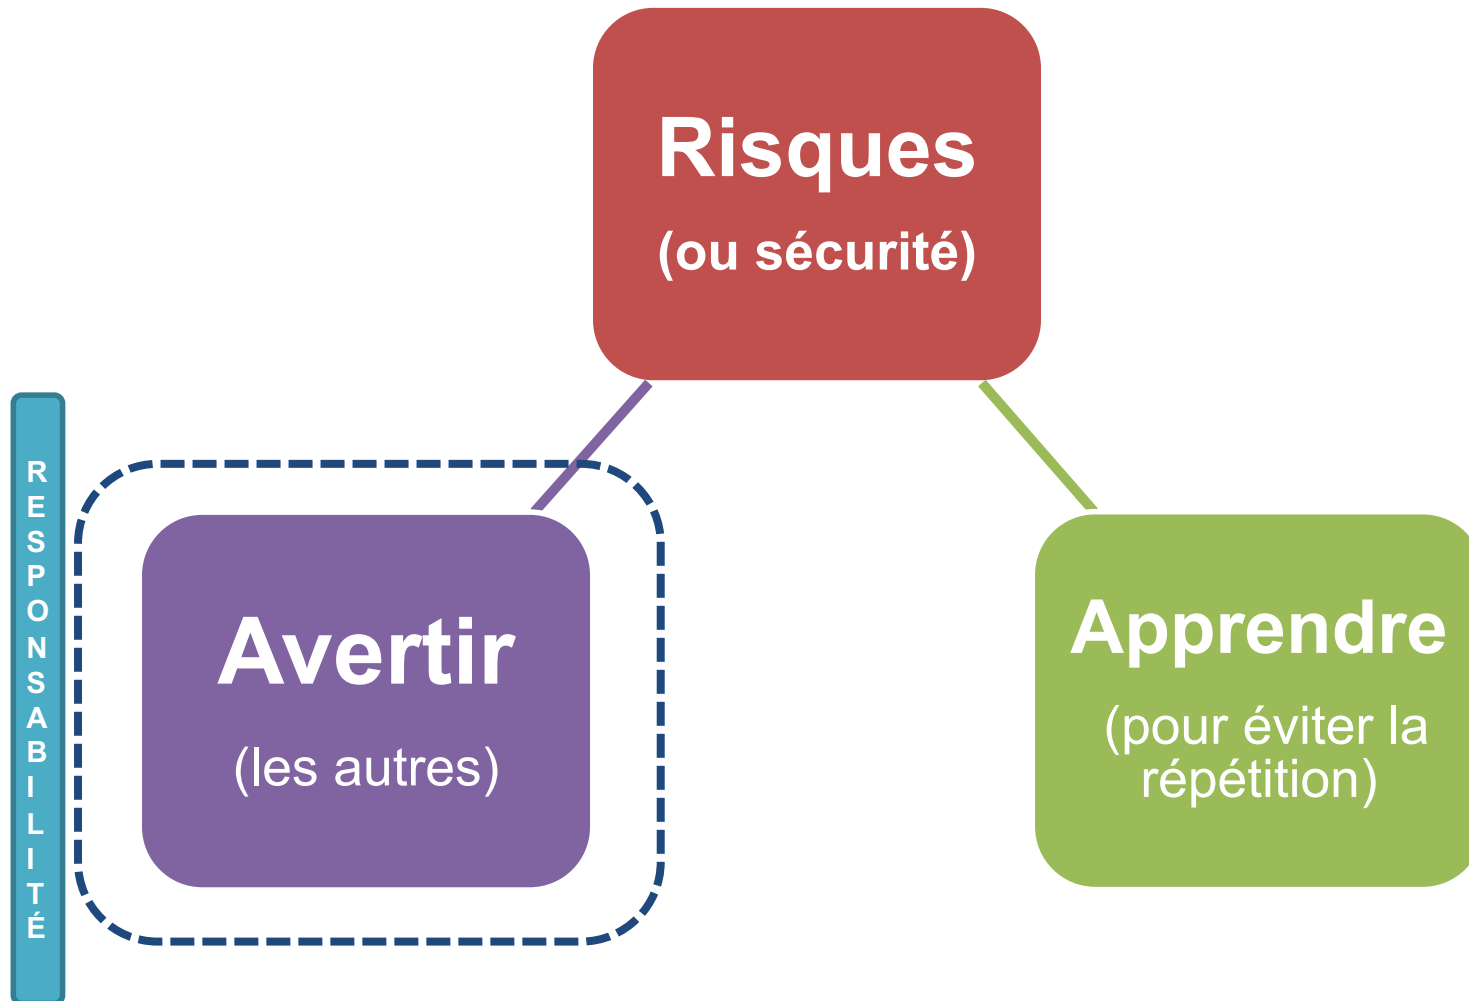 Risques
(ou sécurité)
RESPONSABILITÉ
Avertir
(les autres)
Apprendre
(pour éviter la
répétition)